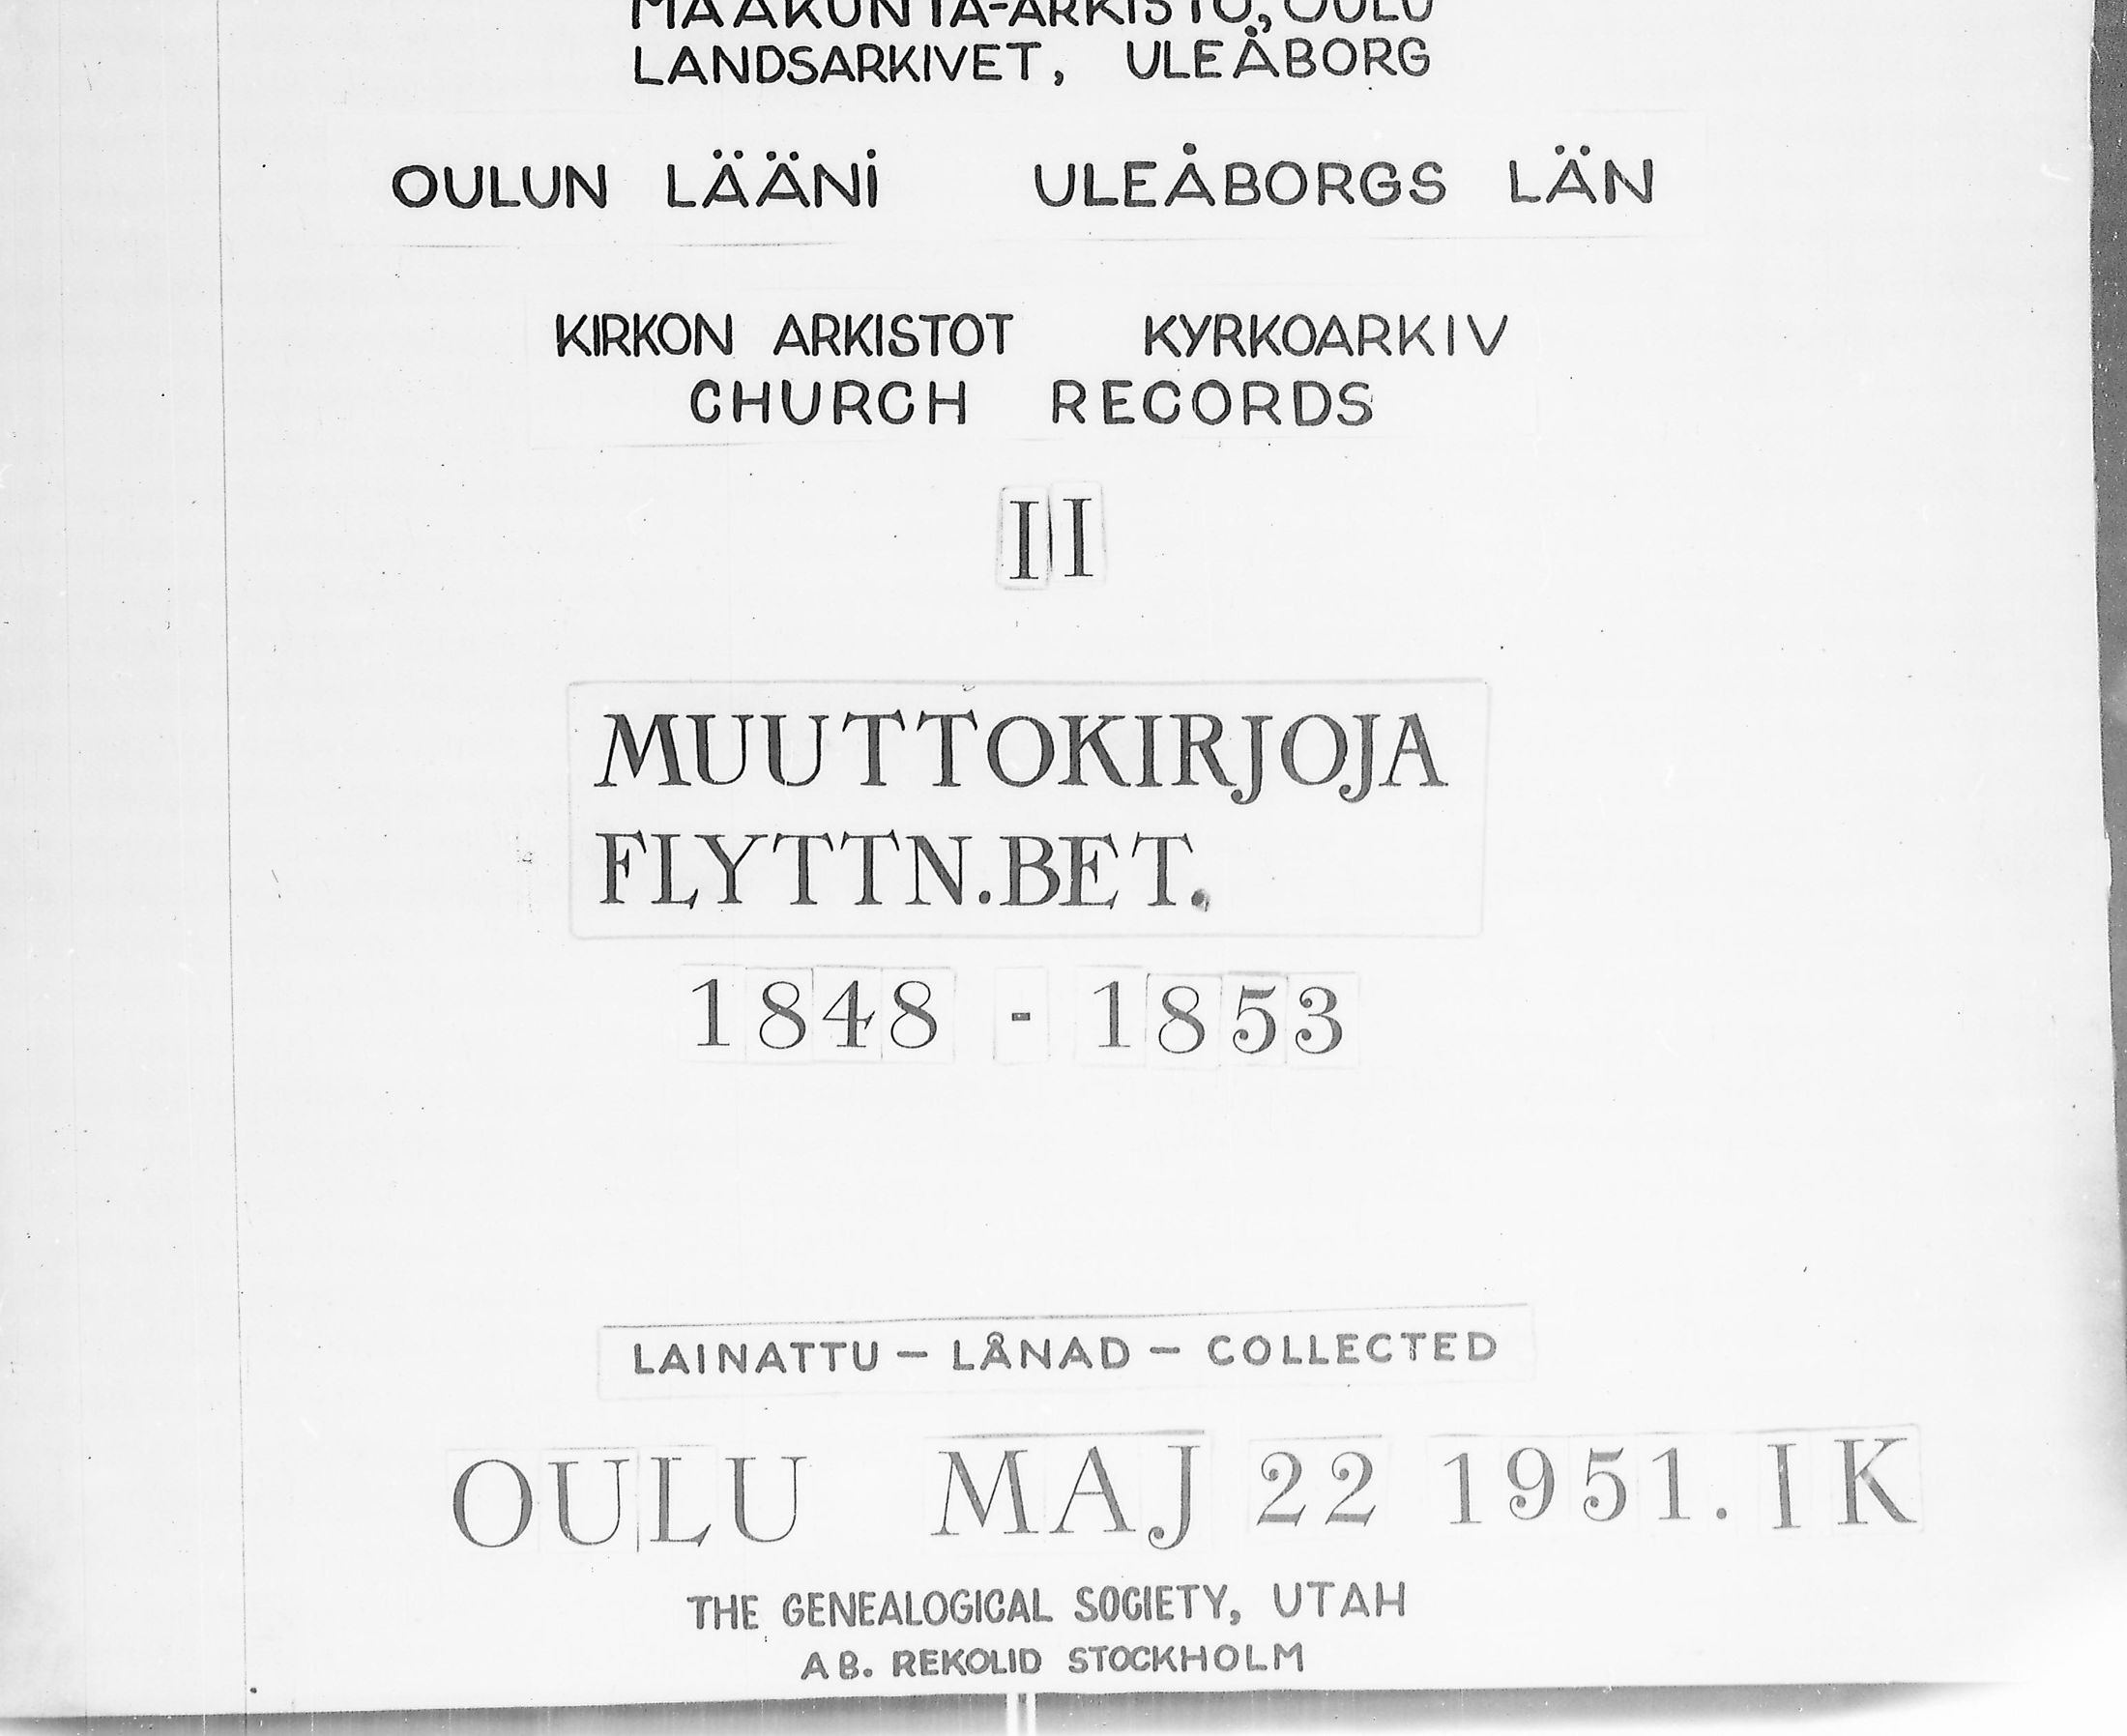 MAAKUNTA-ARKISTO, OULU
LANDSARKIVET, ULEÅBORG
OULUN LÄÄNI ULEÅBORGS LÄN
KIRKON ARKISTOT KYRKOARKIV
CHURCH RECORDS
II
MUUTTOKIRJOJA
FLYTTN.BET.
1848 - 1853
LAINATTU — LÅNAD — COLLECTED
OULU MAJ 22 1951. IK
THE GENEALOGICAL SOCIETY, UTAH
AB. REKOLID STOCKHOLM